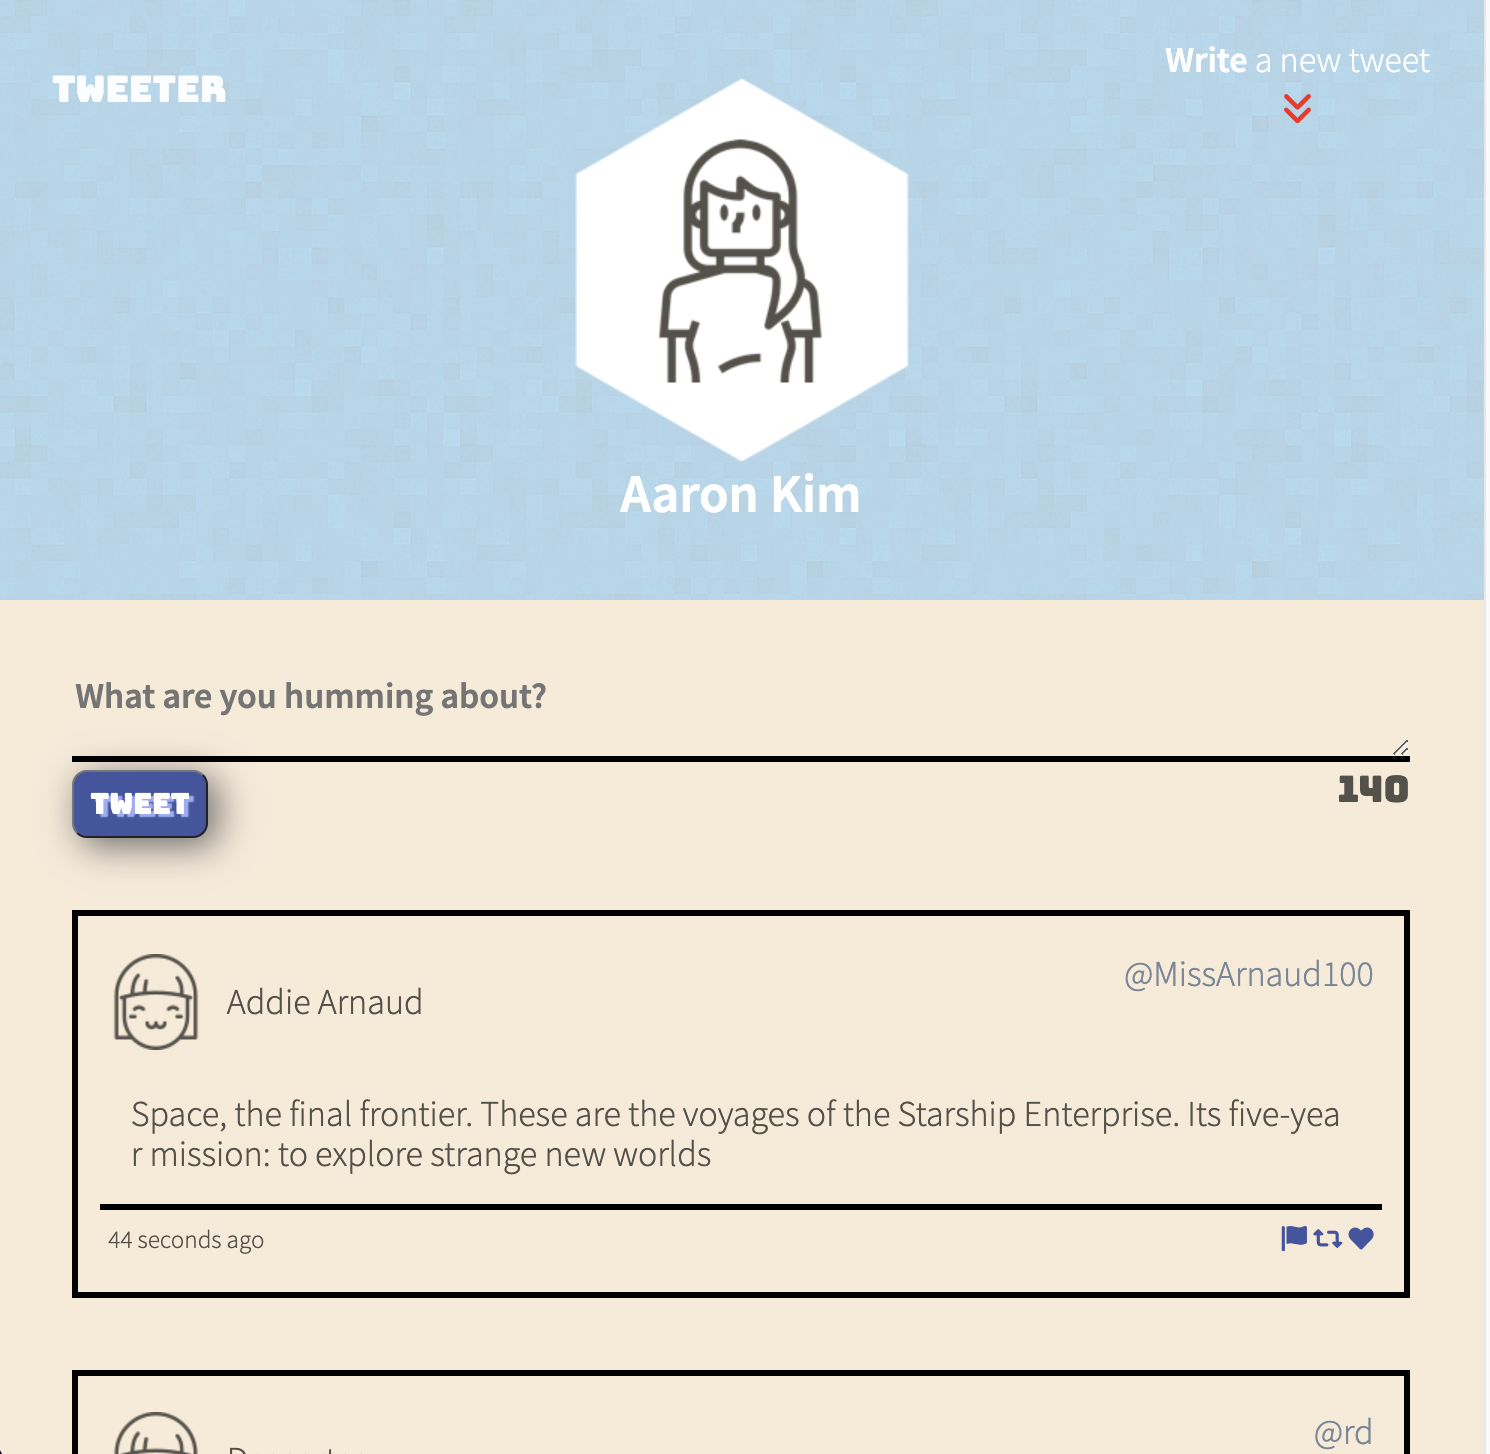 TWEETER
Write a new tweet
Aaron Kim
What are you humming about?
TWEET
140
Addie Arnaud
@MissArnaud100
Space, the final frontier. These are the voyages of the Starship Enterprise. Its five-yea
r mission: to explore strange new worlds
44 seconds ago
@rd